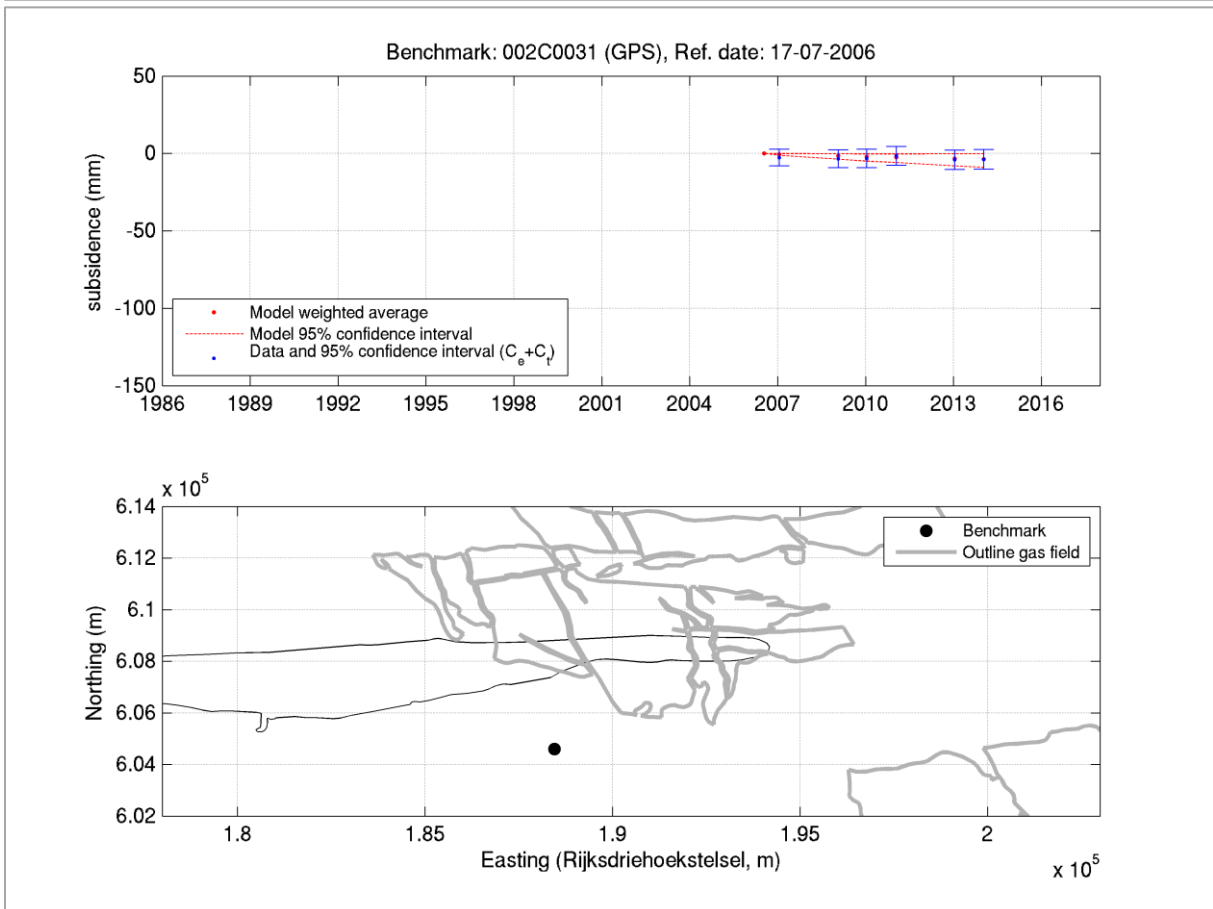 Benchmark: 002C0031 (GPS), Ref. date: 17-07-2006
50
0
-50
-100
-150
subsidence (mm)
Model weighted average
Model 95% confidence interval
Data and 95% confidence interval (C_e+C_t)
1986 1989 1992 1995 1998 2001 2004 2007 2010 2013 2016
x 10^5
6.14
6.12
6.1
6.08
6.06
6.04
6.02
Northing (m)
Benchmark
Outline gas field
1.8 1.85 1.9 1.95 2
Easting (Rijksdriehoekstelsel, m)
x 10^5